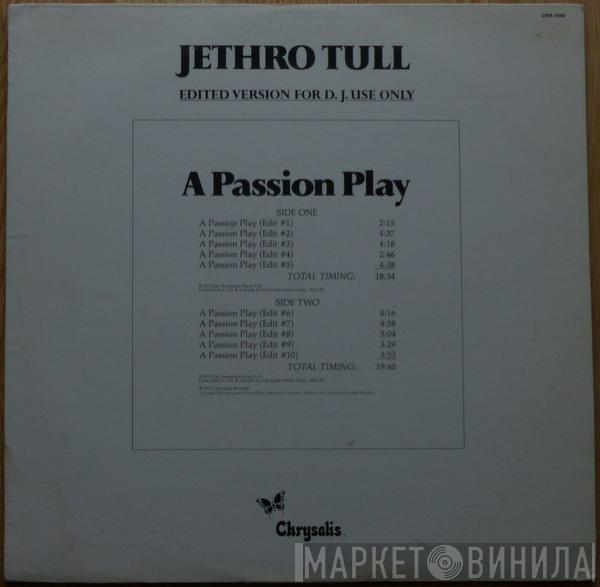 CHR 1040
JETHRO TULL
EDITED VERSION FOR D. J. USE ONLY
A Passion Play
SIDE ONE
A Passion Play (Edit #1) 2:15
A Passion Play (Edit #2) 4:37
A Passion Play (Edit #3) 4:18
A Passion Play (Edit #4) 2:46
A Passion Play (Edit #5) 4:38
TOTAL TIMING: 18:34
SIDE TWO
A Passion Play (Edit #6) 4:16
A Passion Play (Edit #7) 4:58
A Passion Play (Edit #8) 3:04
A Passion Play (Edit #9) 3:29
A Passion Play (Edit #10) 3:53
TOTAL TIMING: 19:40
Chrysalis
МАРКЕТ ВИНИЛА